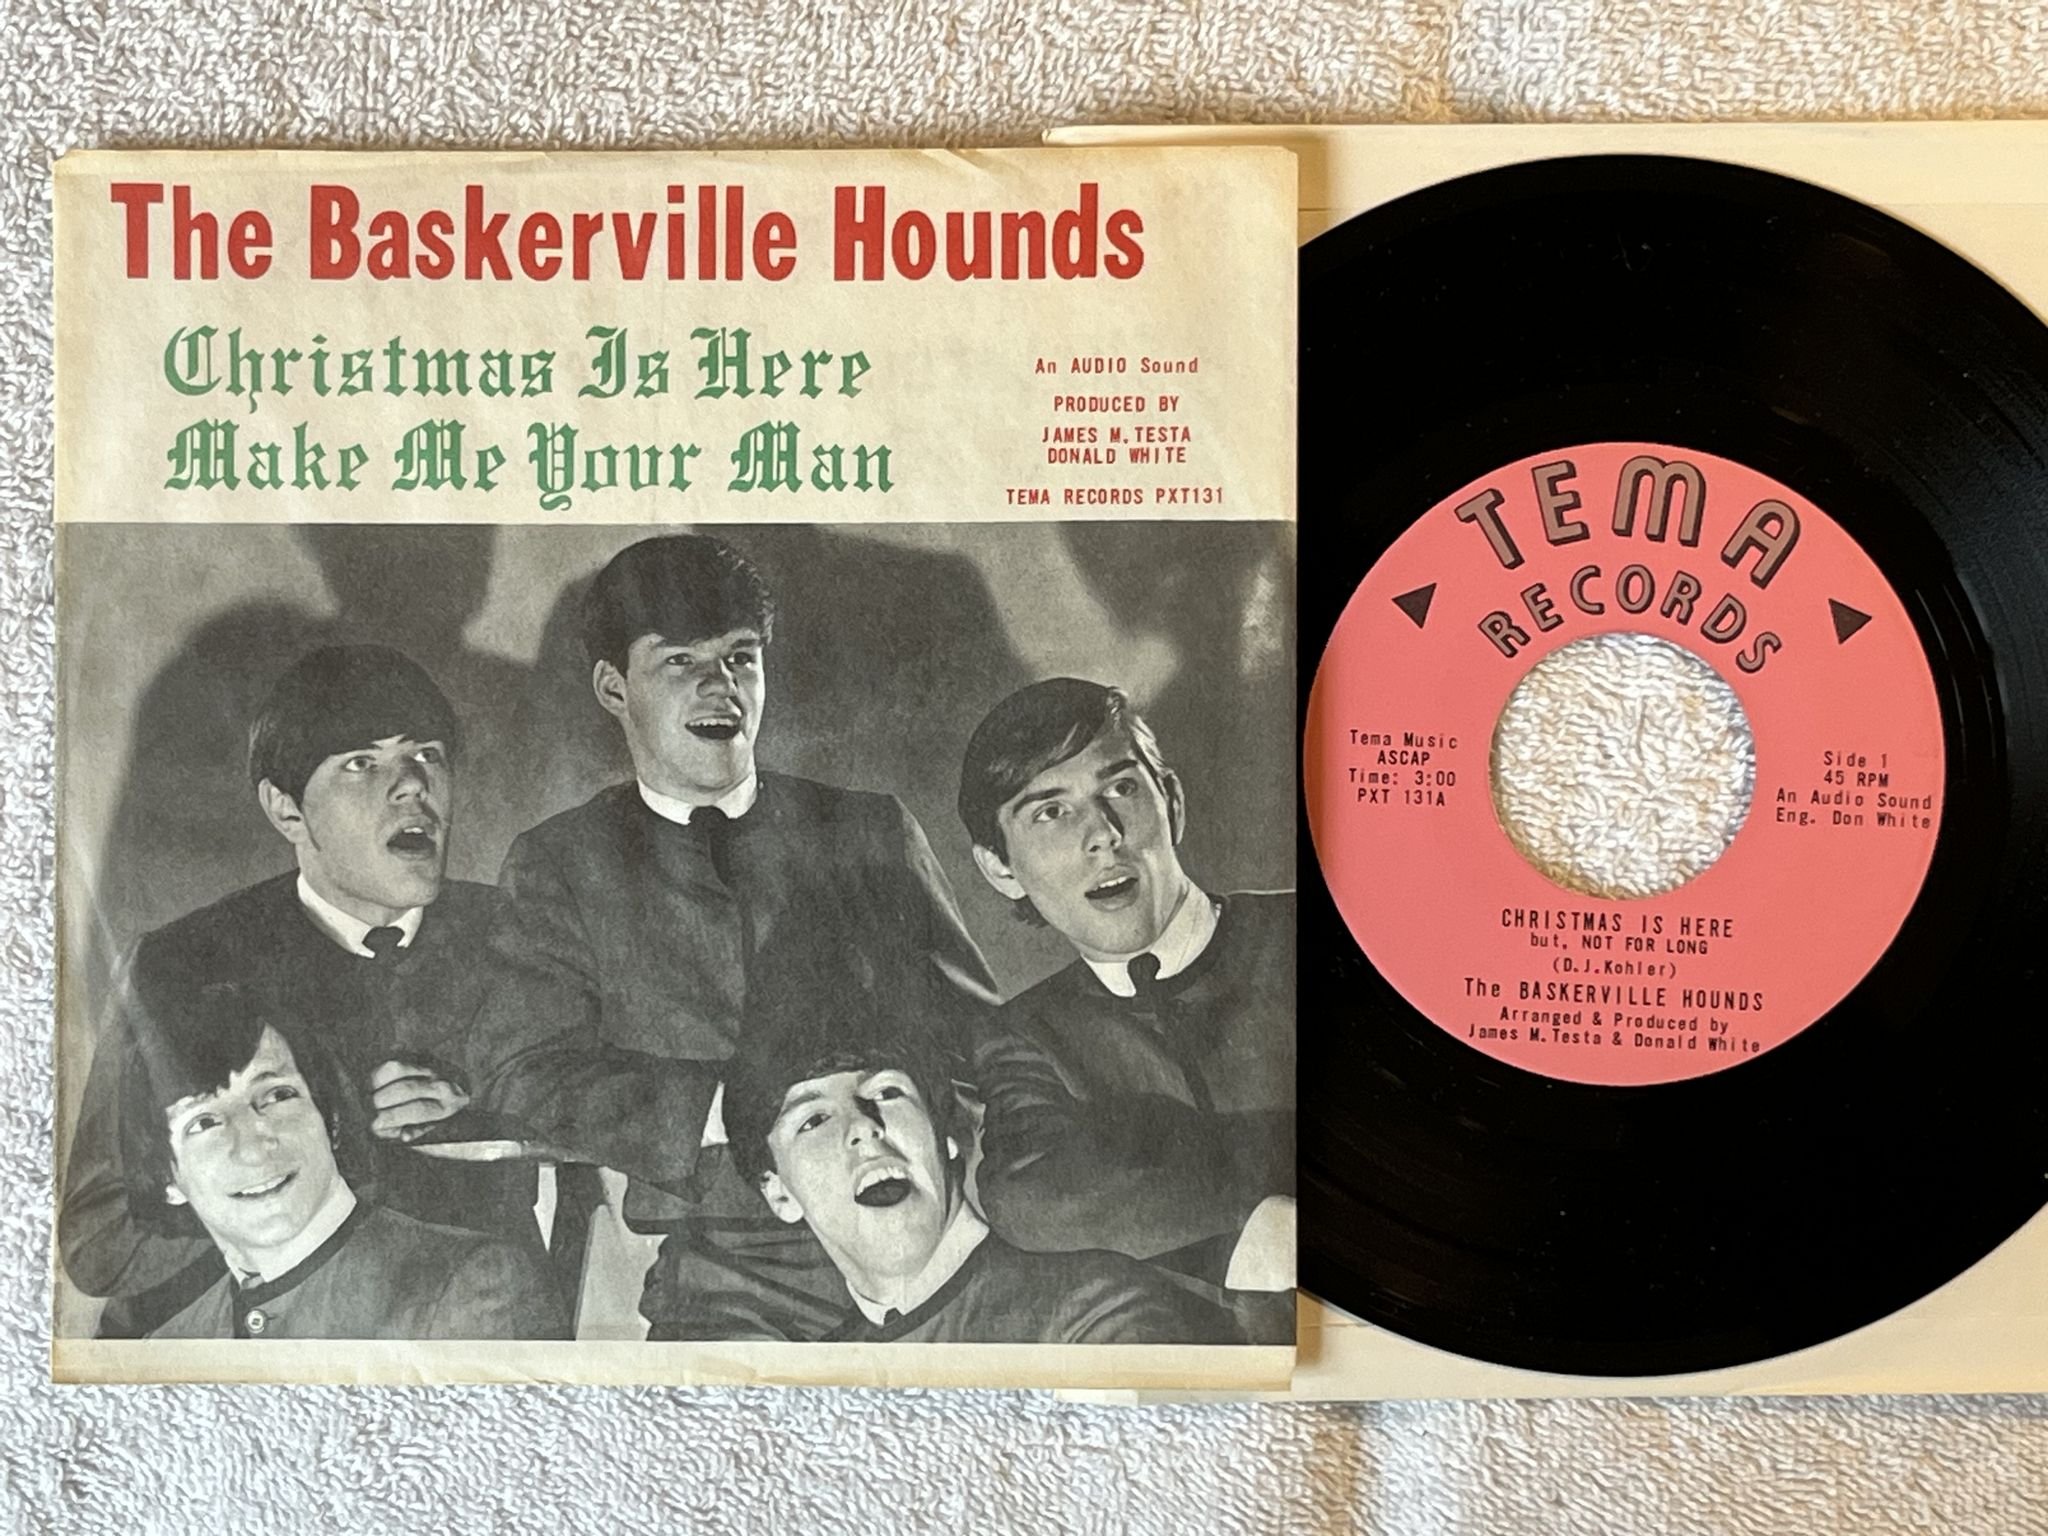 The Baskerville Hounds
Christmas Is Here
Make Me Your Man
An AUDIO Sound
PRODUCED BY
JAMES M. TESTA
DONALD WHITE
TEMA RECORDS PXT131
TEMA
RECORDS
Tema Music
ASCAP
Time: 3:00
PXT 131A
Side 1
45 RPM
An Audio Sound
Eng. Don White
CHRISTMAS IS HERE
but, NOT FOR LONG
(D.J.Kohler)
The BASKERVILLE HOUNDS
Arranged & Produced by
James M. Testa & Donald White